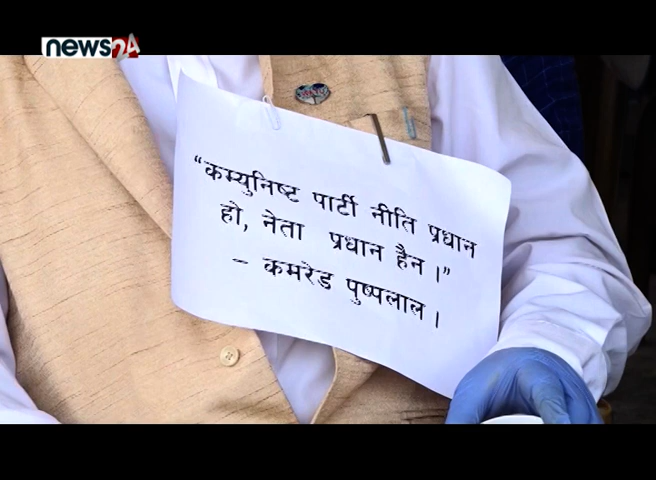 news24
“कम्युनिष्ट पार्टी नीति प्रधान
हो, नेता प्रधान हैन ।”
– कमरेड पुष्पलाल ।